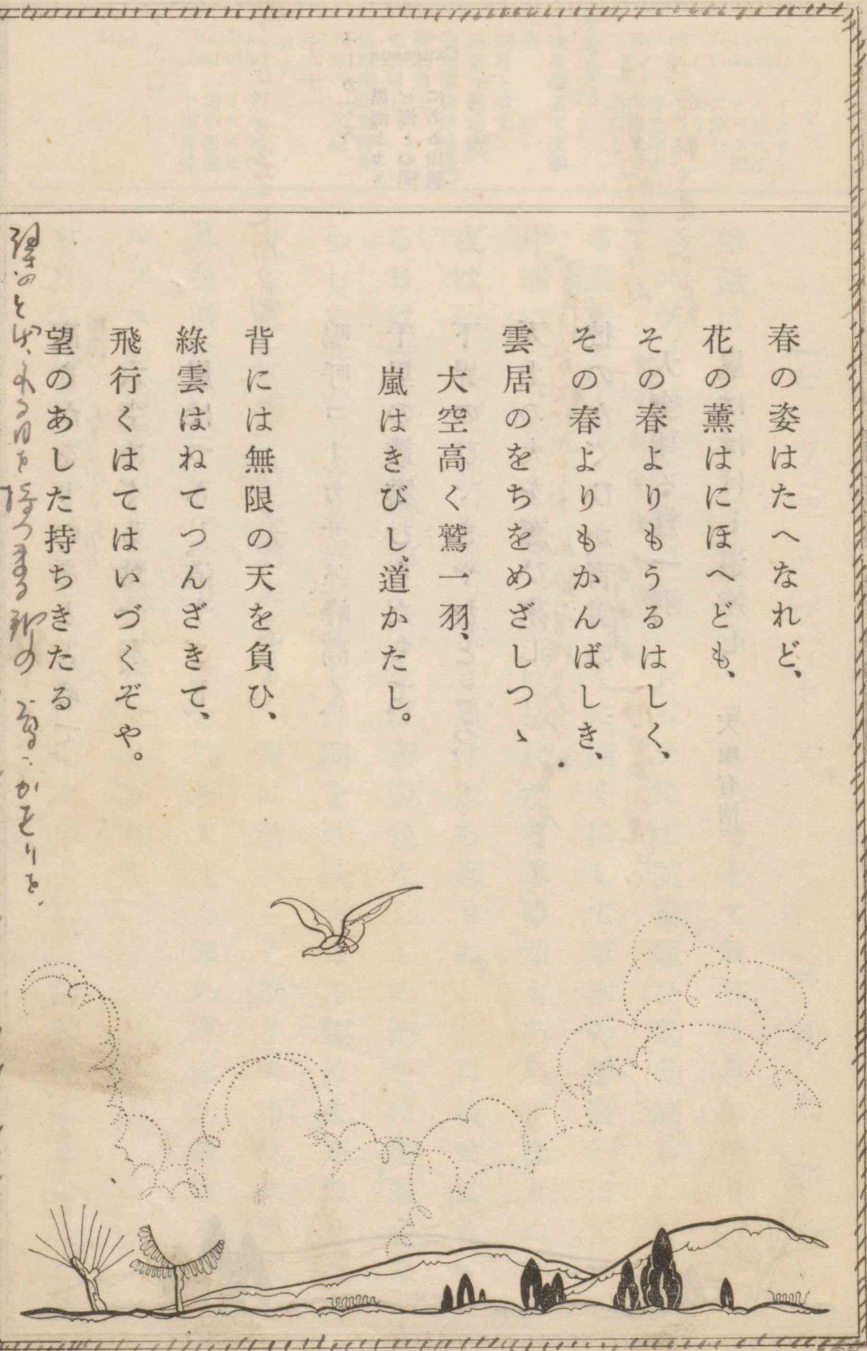 春の姿はたへなれど、
花の薫はにほへども、
その春よりもうるはしく、
その春よりもかんばしき、
雲居のをちをめざしつゝ
大空高く鷲一羽、
嵐はきびし、道かたし。
背には無限の天を負ひ、
綠雲はねてつんざきて、
飛行くはてはいづくぞや。
望のあした持ちきたる